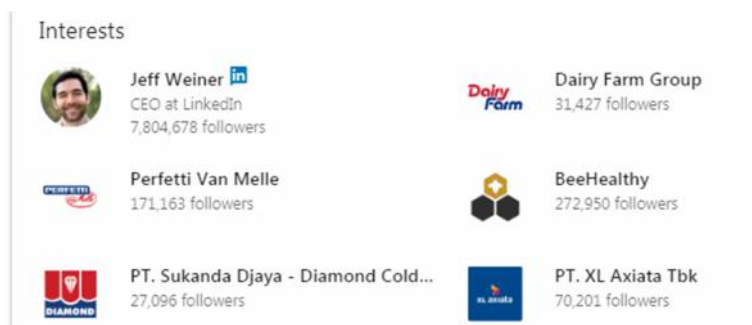 Interests
Jeff Weiner in
CEO at LinkedIn
7,804,678 followers
Dairy Farm
Dairy Farm Group
31,427 followers
PERFETTI
Perfetti Van Melle
171,163 followers
BeeHealthy
272,950 followers
DIAMOND
PT. Sukanda Djaya - Diamond Cold...
27,096 followers
XL axiata
PT. XL Axiata Tbk
70,201 followers